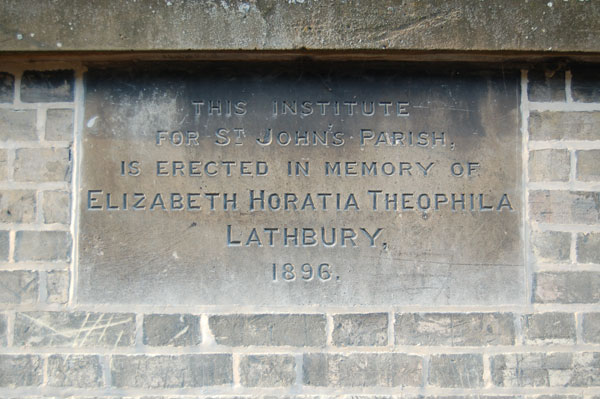 THIS INSTITUTE
FOR ST JOHN'S PARISH,
IS ERECTED IN MEMORY OF
ELIZABETH HORATIA THEOPHILA
LATHBURY,
1896.